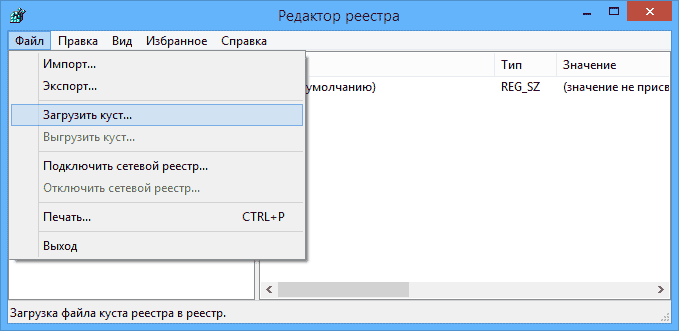 Редактор реестра
Файл Правка Вид Избранное Справка
Импорт...
Экспорт...
Загрузить куст...
Выгрузить куст...
Подключить сетевой реестр...
Отключить сетевой реестр...
Печать... CTRL+P
Выход
Тип Значение
умолчанию) REG_SZ (значение не присв
Загрузка файла куста реестра в реестр.